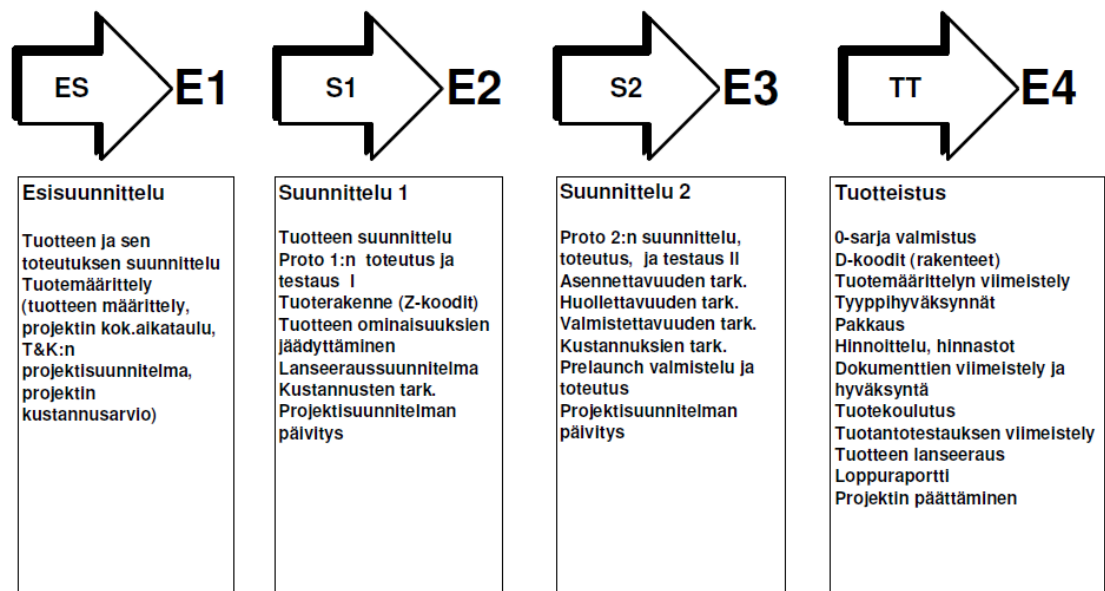 ES
E1
S1
E2
S2
E3
TT
E4
Esisuunnittelu
Tuotteen ja sen
toteutuksen suunnittelu
Tuotemäärittely
(tuotteen määrittely,
projektin kok.aikataulu,
T&K:n
projektisuunnitelma,
projektin
kustannusarvio)
Suunnittelu 1
Tuotteen suunnittelu
Proto 1:n toteutus ja
testaus I
Tuoterakenne (Z-koodit)
Tuotteen ominaisuuksien
jäädyttäminen
Lanseeraussuunnitelma
Kustannusten tark.
Projektisuunnitelman
päivitys
Suunnittelu 2
Proto 2:n suunnittelu,
toteutus, ja testaus II
Asennettavuuden tark.
Huollettavuuden tark.
Valmistettavuuden tark.
Kustannuksien tark.
Prelaunch valmistelu ja
toteutus
Projektisuunnitelman
päivitys
Tuotteistus
0-sarja valmistus
D-koodit (rakenteet)
Tuotemäärittelyn viimeistely
Tyyppihyväksynnät
Pakkaus
Hinnoittelu, hinnastot
Dokumenttien viimeistely ja
hyväksyntä
Tuotekoulutus
Tuotantotestauksen viimeistely
Tuotteen lanseeraus
Loppuraportti
Projektin päättäminen